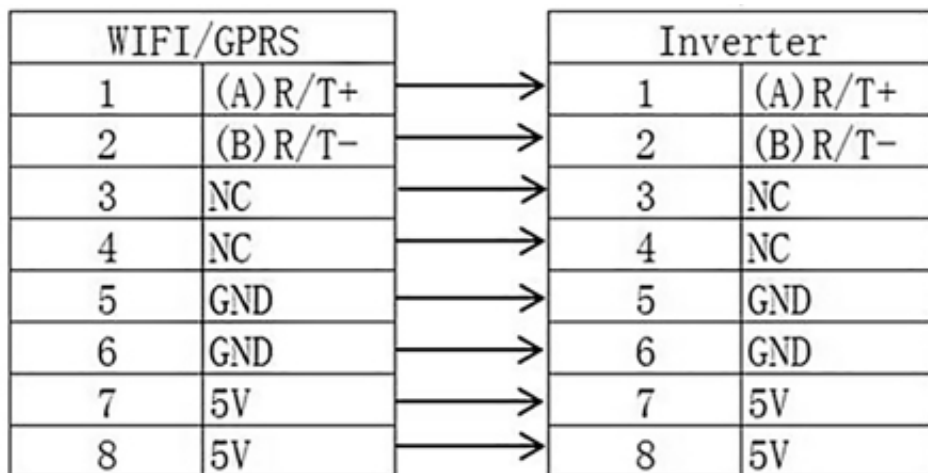 WIFI/GPRS Inverter
1 (A)R/T+ 1 (A)R/T+
2 (B)R/T- 2 (B)R/T-
3 NC 3 NC
4 NC 4 NC
5 GND 5 GND
6 GND 6 GND
7 5V 7 5V
8 5V 8 5V